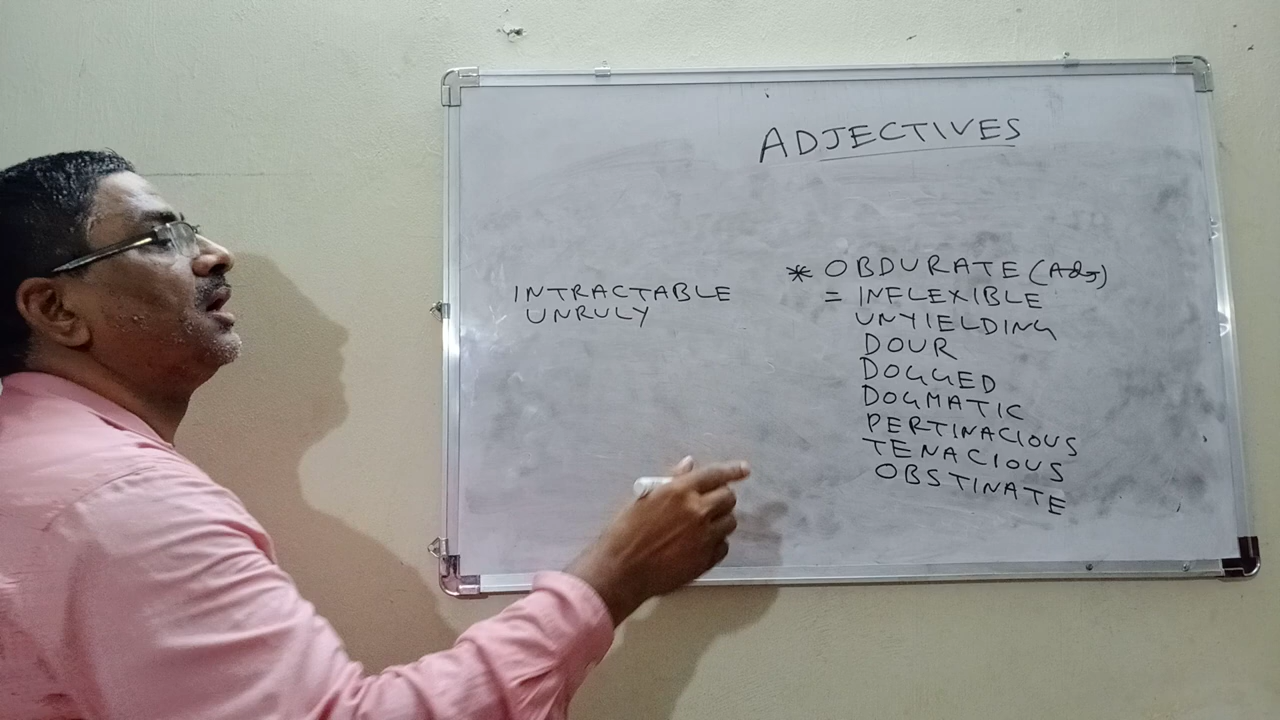 ADJECTIVES
INTRACTABLE
UNRULY
* OBDURATE (Adj)
= INFLEXIBLE
UNYIELDING
DOUR
DOGGED
DOGMATIC
PERTINACIOUS
TENACIOUS
OBSTINATE